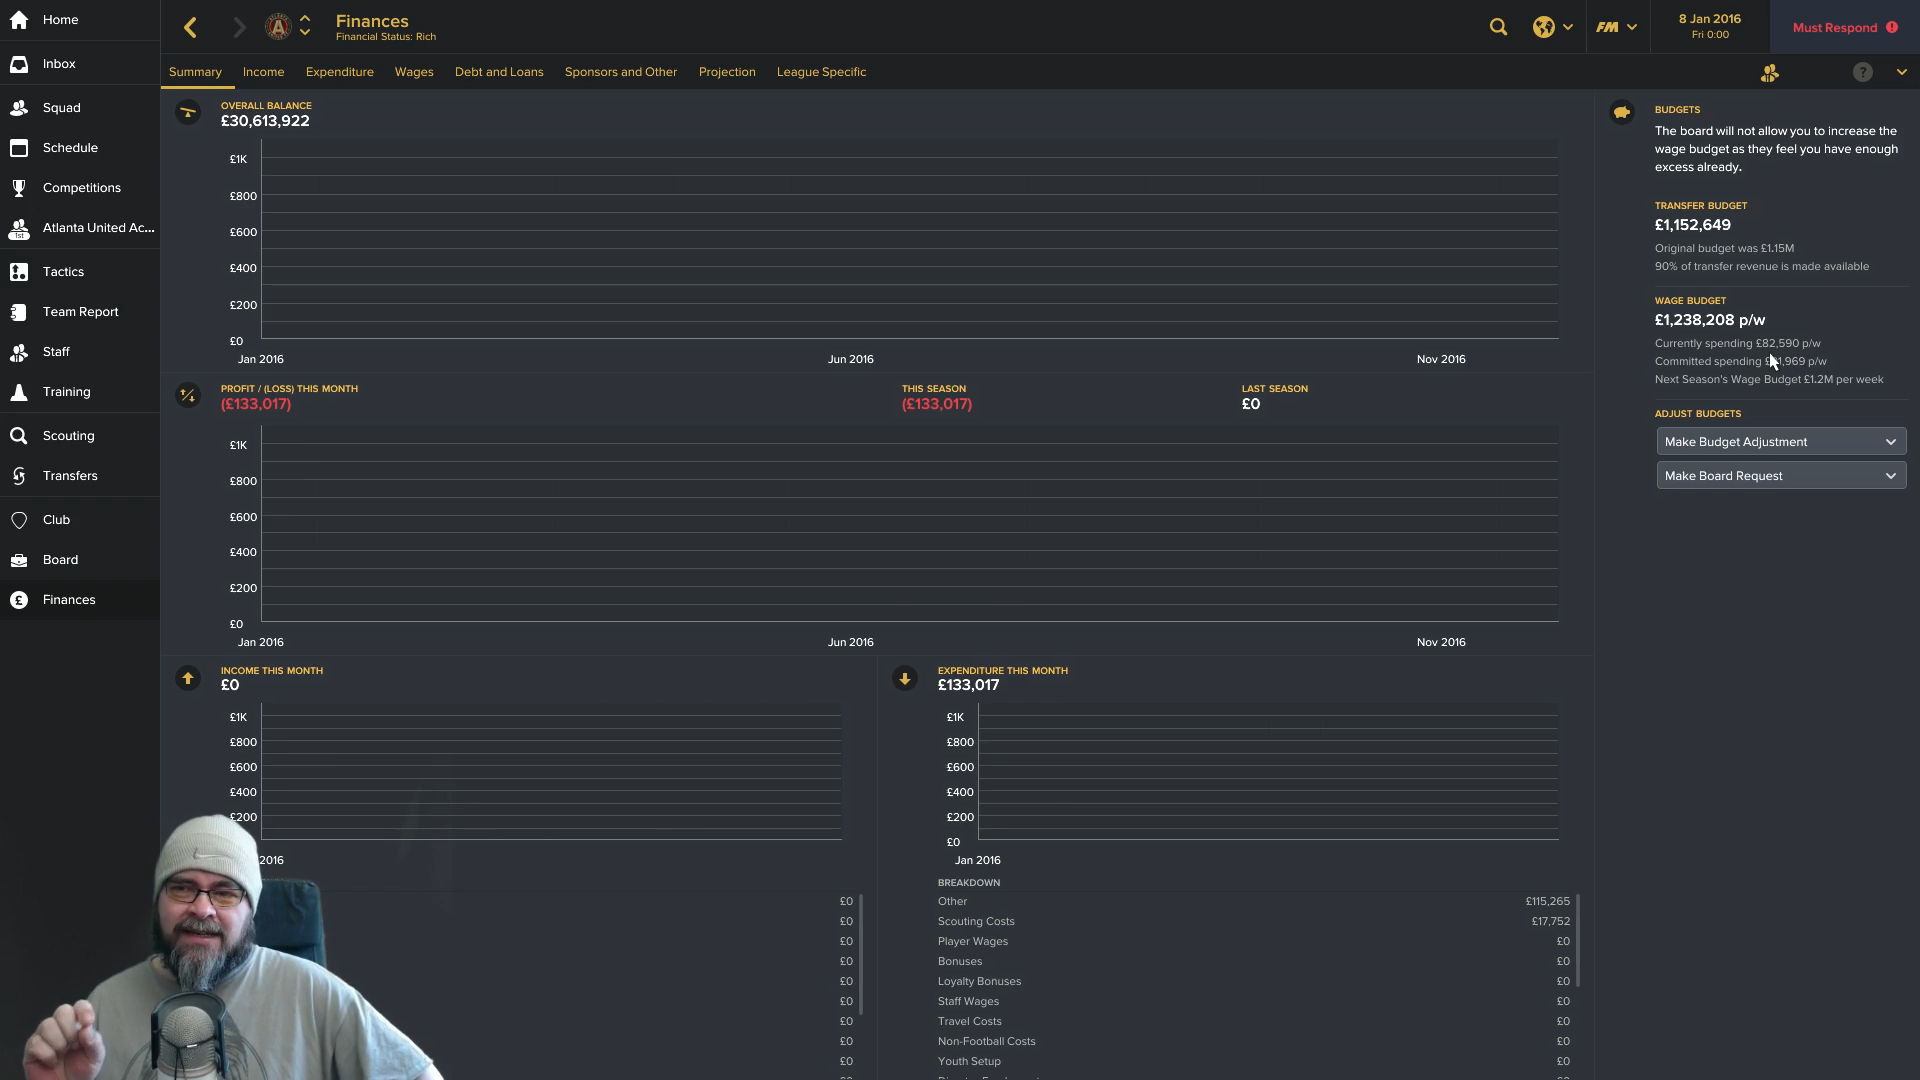 Home
Inbox
Squad
Schedule
Competitions
1st
Atlanta United Ac...
Tactics
Team Report
Staff
Training
Scouting
Transfers
Club
Board
£
Finances
A
Finances
Financial Status: Rich
FM
8 Jan 2016
Fri 0:00
Must Respond
Summary
Income
Expenditure
Wages
Debt and Loans
Sponsors and Other
Projection
League Specific
?
OVERALL BALANCE
£30,613,922
£1K
£800
£600
£400
£200
£0
Jan 2016
Jun 2016
Nov 2016
PROFIT / (LOSS) THIS MONTH
(£133,017)
THIS SEASON
(£133,017)
LAST SEASON
£0
£1K
£800
£600
£400
£200
£0
Jan 2016
Jun 2016
Nov 2016
INCOME THIS MONTH
£0
£1K
£800
£600
£400
£200
2016
£0
£0
£0
£0
£0
£0
£0
£0
£0
EXPENDITURE THIS MONTH
£133,017
£1K
£800
£600
£400
£200
£0
Jan 2016
BREAKDOWN
Other £115,265
Scouting Costs £17,752
Player Wages £0
Bonuses £0
Loyalty Bonuses £0
Staff Wages £0
Travel Costs £0
Non-Football Costs £0
Youth Setup £0
BUDGETS
The board will not allow you to increase the
wage budget as they feel you have enough
excess already.
TRANSFER BUDGET
£1,152,649
Original budget was £1.15M
90% of transfer revenue is made available
WAGE BUDGET
£1,238,208 p/w
Currently spending £82,590 p/w
Committed spending p/w
Next Season's Wage Budget £1.2M per week
ADJUST BUDGETS
Make Budget Adjustment
Make Board Request